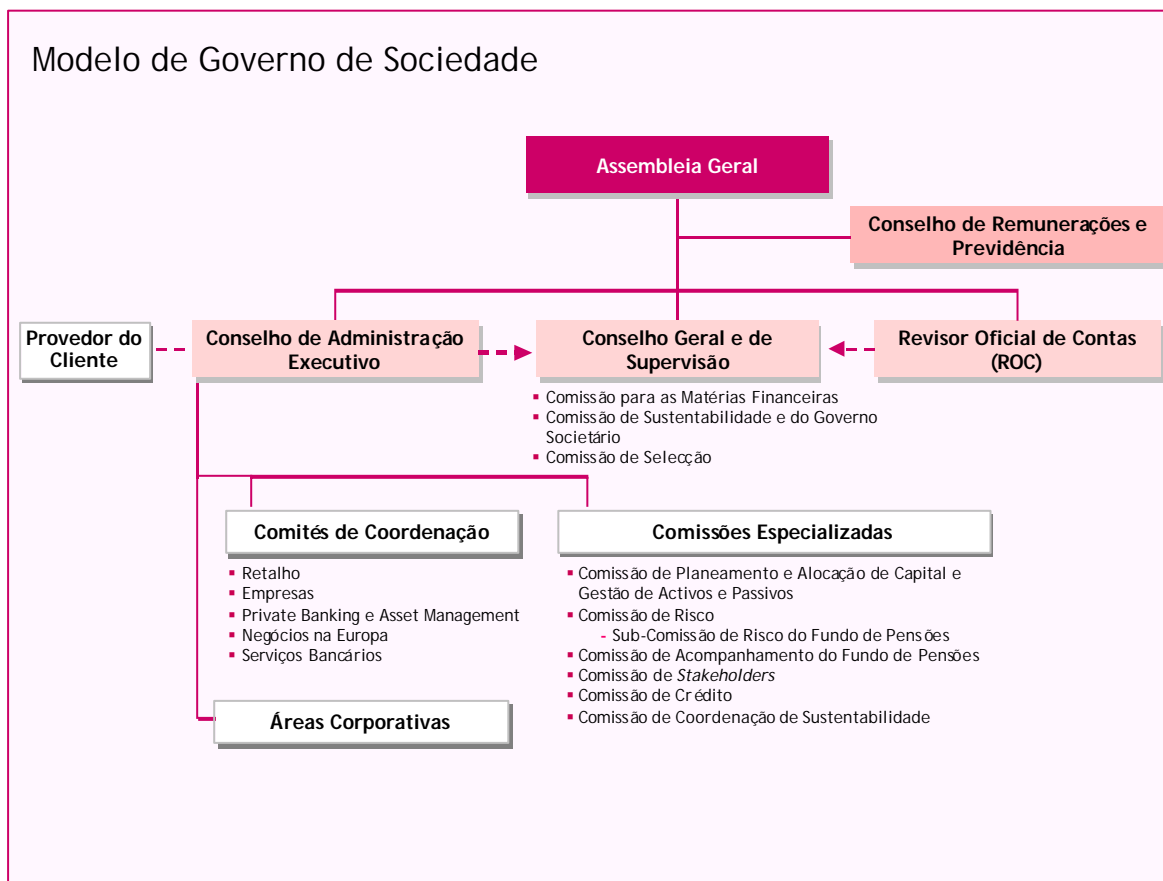 Modelo de Governo de Sociedade
Assembleia Geral
Conselho de Remunerações e
Previdência
Provedor do
Cliente
Conselho de Administração
Executivo
Conselho Geral e de
Supervisão
Revisor Oficial de Contas
(ROC)
▪ Comissão para as Matérias Financeiras
▪ Comissão de Sustentabilidade e do Governo
Societário
▪ Comissão de Selecção
Comités de Coordenação
▪ Retalho
▪ Empresas
▪ Private Banking e Asset Management
▪ Negócios na Europa
▪ Serviços Bancários
Comissões Especializadas
▪ Comissão de Planeamento e Alocação de Capital e
Gestão de Activos e Passivos
▪ Comissão de Risco
- Sub-Comissão de Risco do Fundo de Pensões
▪ Comissão de Acompanhamento do Fundo de Pensões
▪ Comissão de Stakeholders
▪ Comissão de Crédito
▪ Comissão de Coordenação de Sustentabilidade
Áreas Corporativas